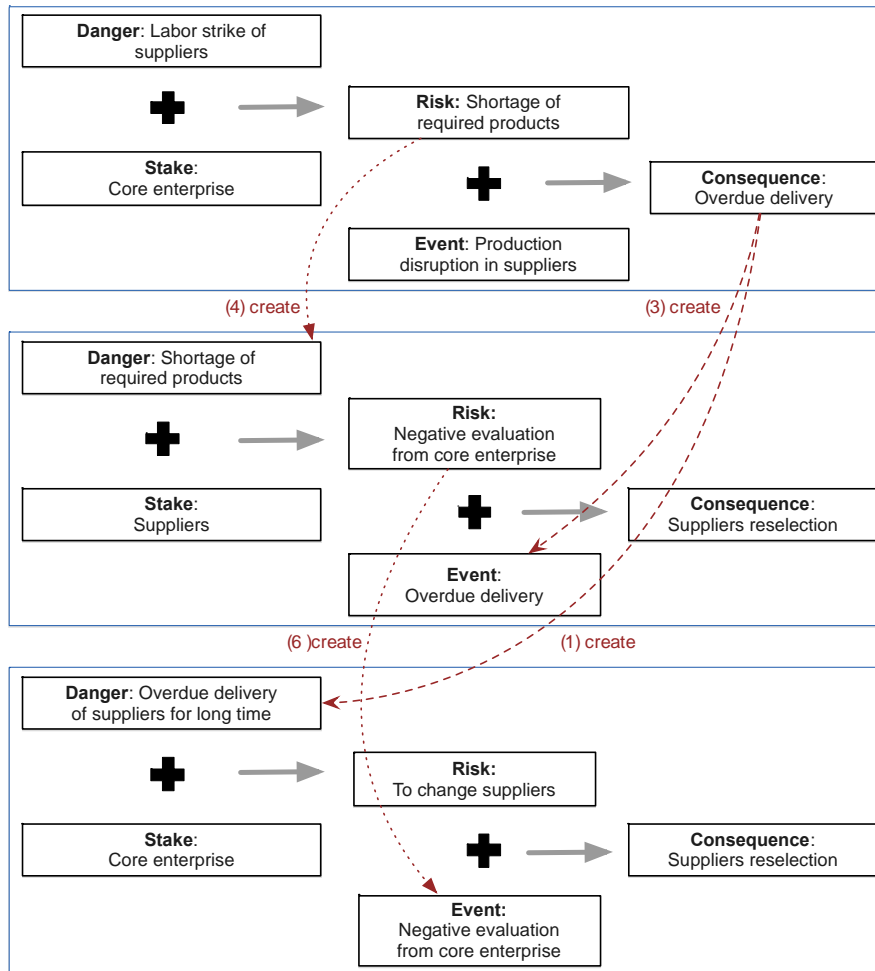 Danger: Labor strike of
suppliers
Risk: Shortage of
required products
Stake:
Core enterprise
Consequence:
Overdue delivery
Event: Production
disruption in suppliers
(4) create
(3) create
Danger: Shortage of
required products
Risk:
Negative evaluation
from core enterprise
Stake:
Suppliers
Consequence:
Suppliers reselection
Event:
Overdue delivery
(6 )create
(1) create
Danger: Overdue delivery
of suppliers for long time
Risk:
To change suppliers
Stake:
Core enterprise
Consequence:
Suppliers reselection
Event:
Negative evaluation
from core enterprise